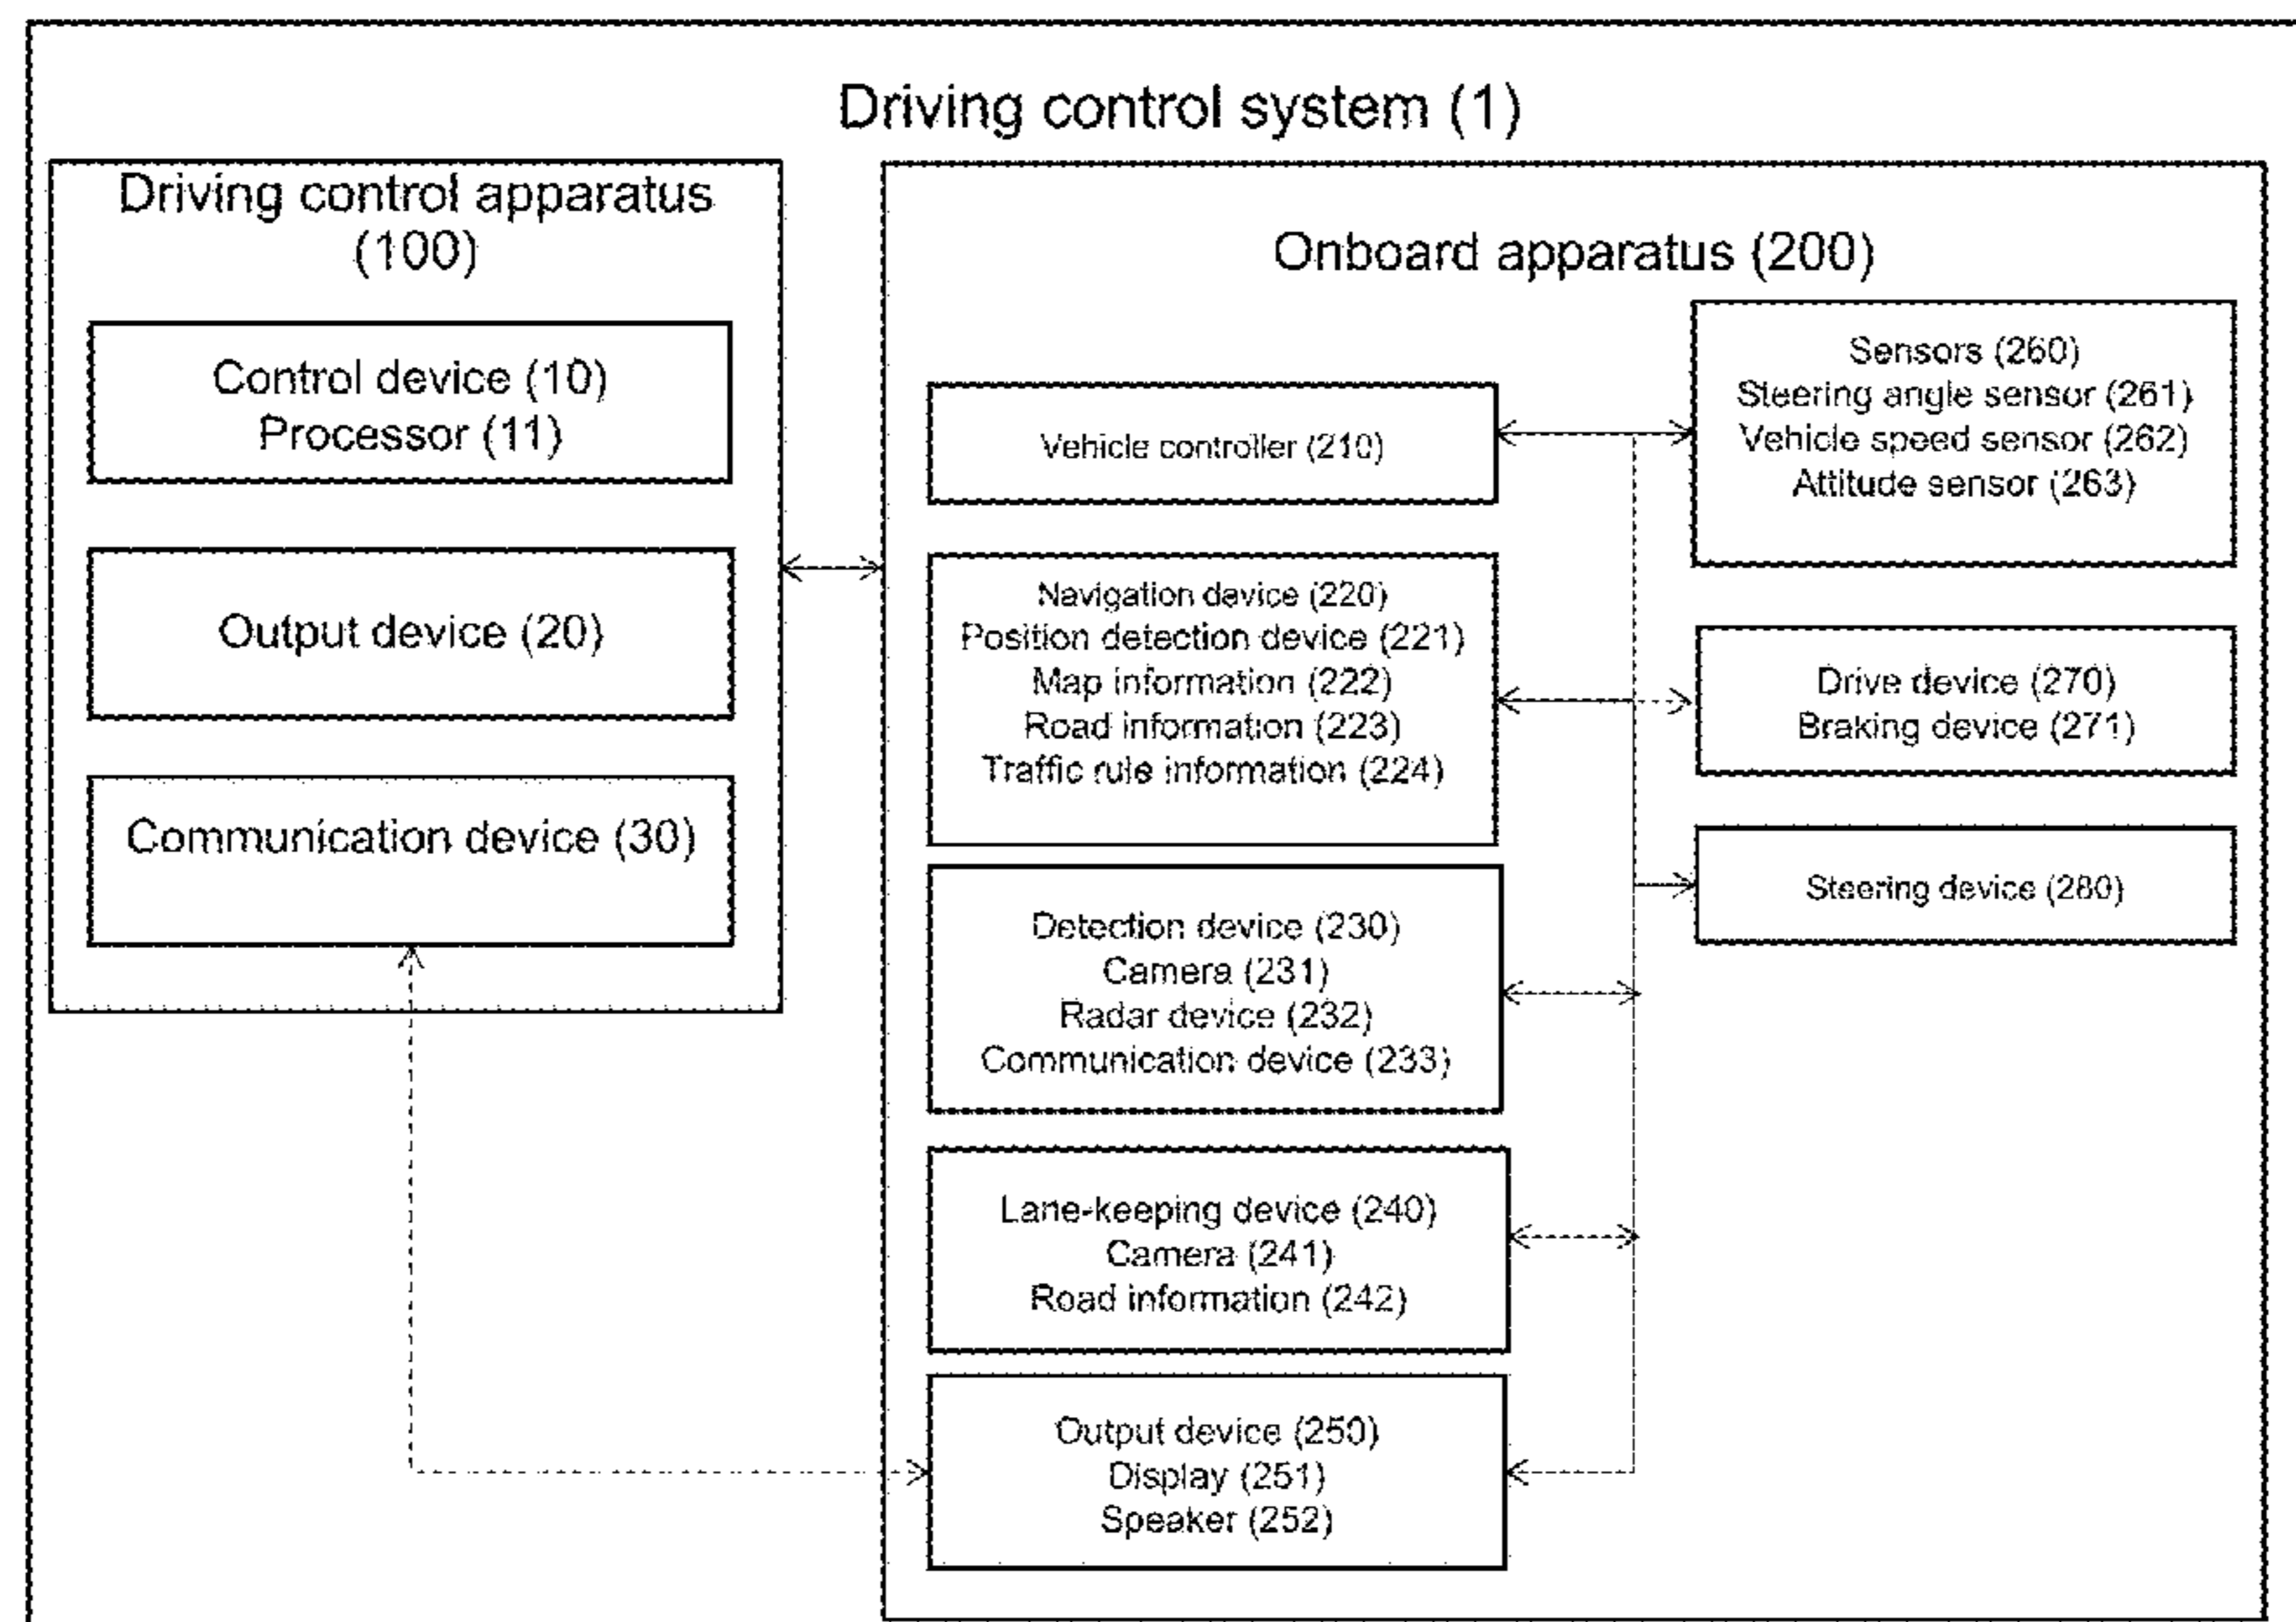 Driving control system (1)
Driving control apparatus
(100)
Control device (10)
Processor (11)
Output device (20)
Communication device (30)
Onboard apparatus (200)
Vehicle controller (210)
Navigation device (220)
Position detection device (221)
Map information (222)
Road information (223)
Traffic rule information (224)
Detection device (230)
Camera (231)
Radar device (232)
Communication device (233)
Lane-keeping device (240)
Camera (241)
Road information (242)
Output device (250)
Display (251)
Speaker (252)
Sensors (260)
Steering angle sensor (261)
Vehicle speed sensor (262)
Attitude sensor (263)
Drive device (270)
Braking device (271)
Steering device (280)